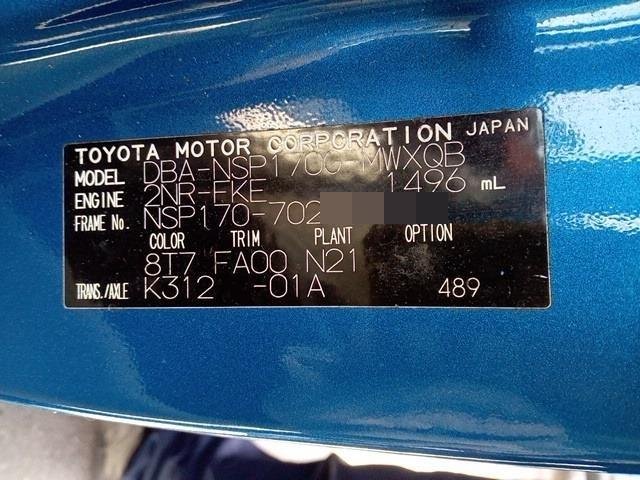 TOYOTA MOTOR CORPORATION JAPAN
MODEL DBA-NSP170G-MWXQB
ENGINE 2NR-FKE 1496 mL
FRAME No. NSP170-702
COLOR TRIM PLANT OPTION
8T7 FA00 N21
TRANS./AXLE K312 -01A 489